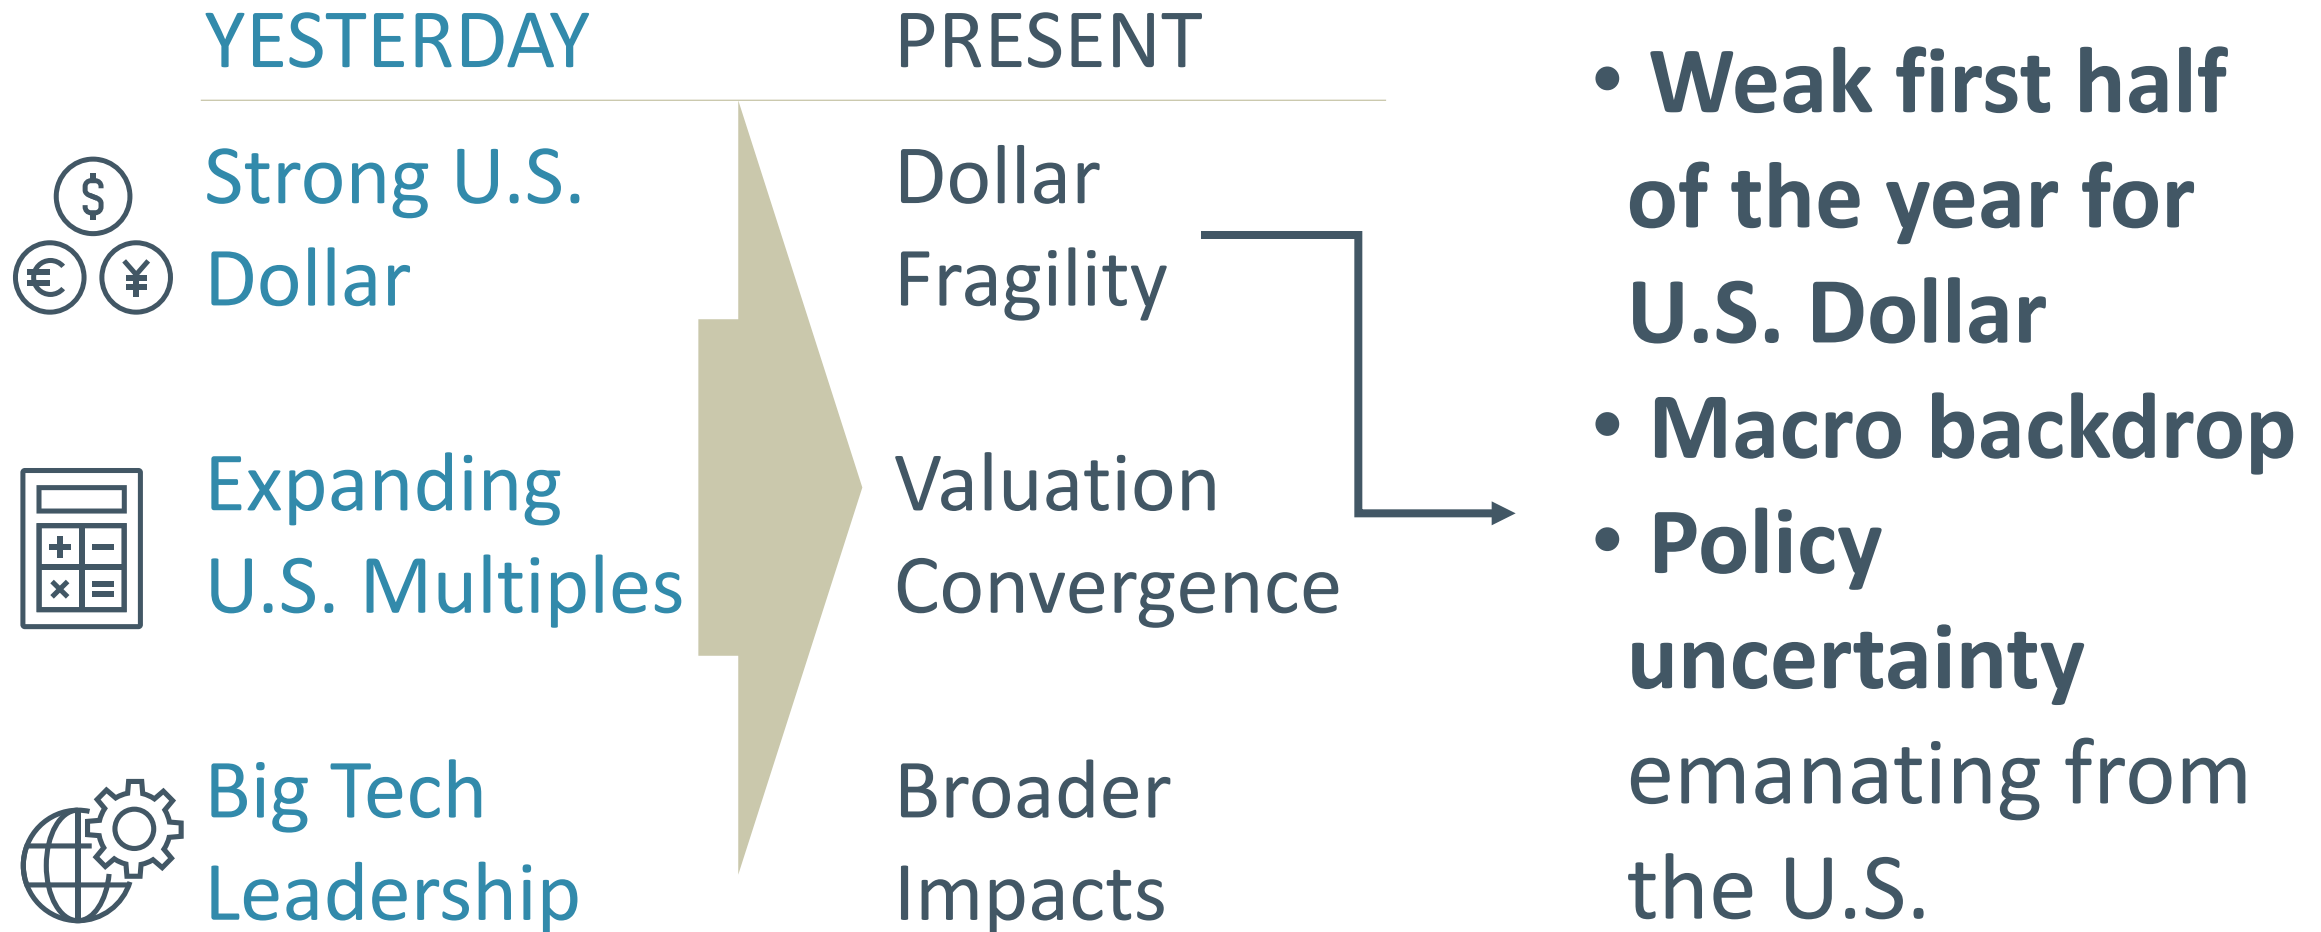 YESTERDAY
PRESENT
$
€
¥
Strong U.S.
Dollar
Dollar
Fragility
+ −
× =
Expanding
U.S. Multiples
Valuation
Convergence
Big Tech
Leadership
Broader
Impacts
• Weak first half
of the year for
U.S. Dollar
• Macro backdrop
• Policy
uncertainty
emanating from
the U.S.